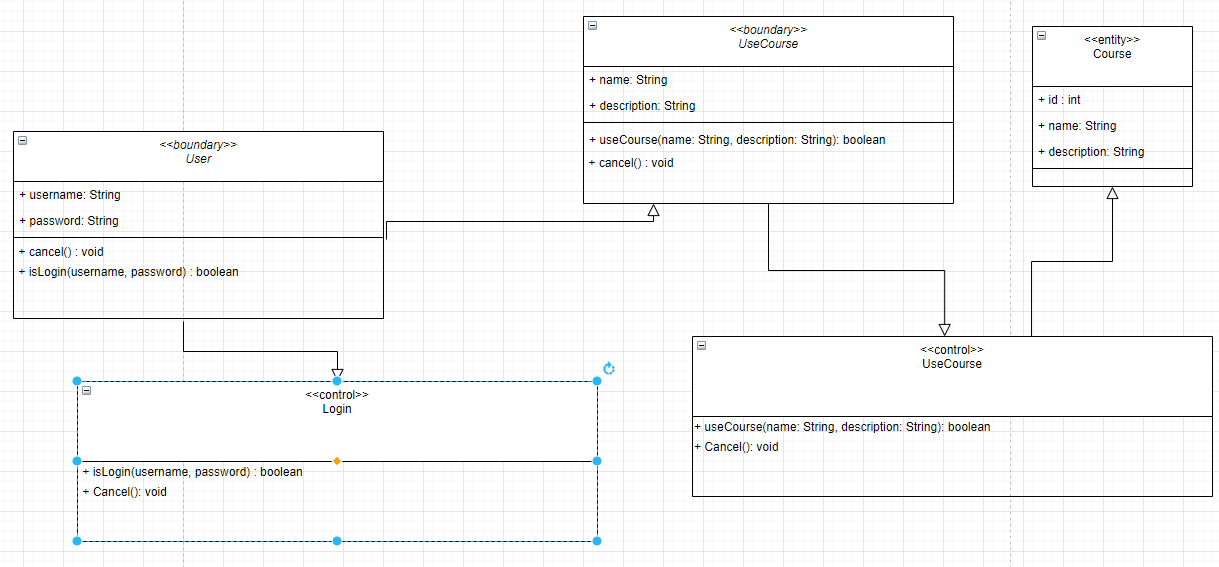 <<boundary>>
UseCourse
+ name: String
+ description: String
+ useCourse(name: String, description: String): boolean
+ cancel() : void
<<entity>>
Course
+ id : int
+ name: String
+ description: String
<<boundary>>
User
+ username: String
+ password: String
+ cancel() : void
+ isLogin(username, password) : boolean
<<control>>
Login
+ isLogin(username, password) : boolean
+ Cancel(): void
<<control>>
UseCourse
+ useCourse(name: String, description: String): boolean
+ Cancel(): void